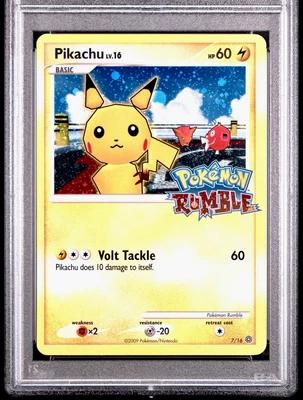 Pikachu LV.16
HP 60
BASIC
POKéMON
RUMBLE
Volt Tackle 60
Pikachu does 10 damage to itself.
Pokémon Rumble
weakness resistance retreat cost
×2 -20
©2009 Pokémon/Nintendo
7/16